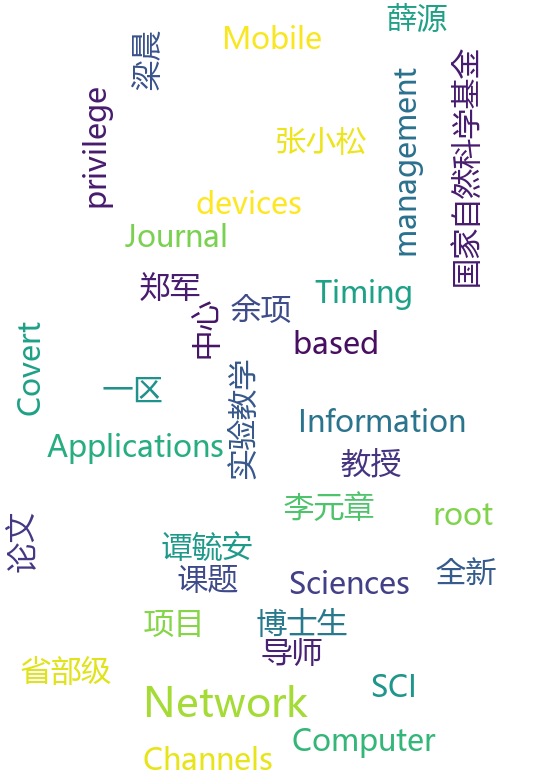 薛源
Mobile
梁晨
国家自然科学基金
management
privilege
张小松
devices
Journal
郑军
Timing
余项
中心
based
Covert
一区
实验教学
Information
Applications
教授
李元章
root
论文
谭毓安
全新
课题
Sciences
项目
博士生
导师
省部级
SCI
Network
Computer
Channels